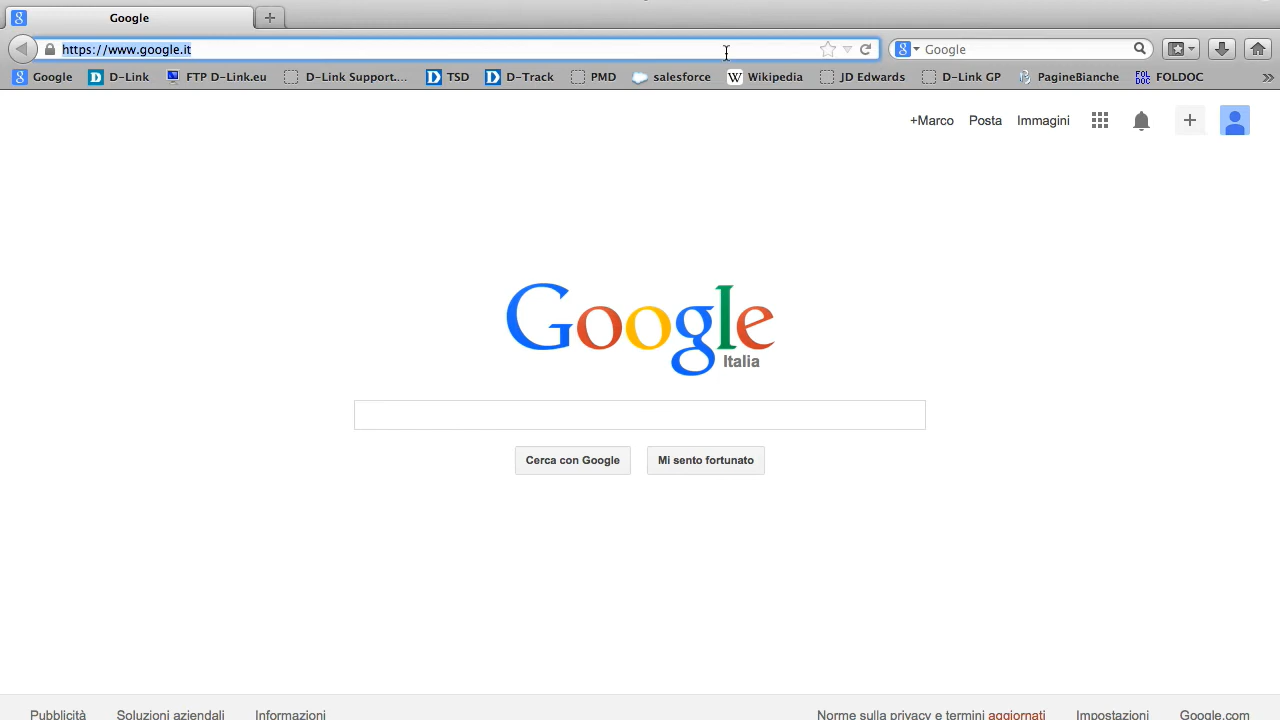 Google
https://www.google.it
Google
Google D-Link FTP D-Link.eu D-Link Support... TSD D-Track PMD salesforce Wikipedia JD Edwards D-Link GP PagineBianche FOLDOC
+Marco Posta Immagini
Google
Italia
Cerca con Google Mi sento fortunato
Pubblicità Soluzioni aziendali Informazioni Norme sulla privacy e termini aggiornati Impostazioni Google.com